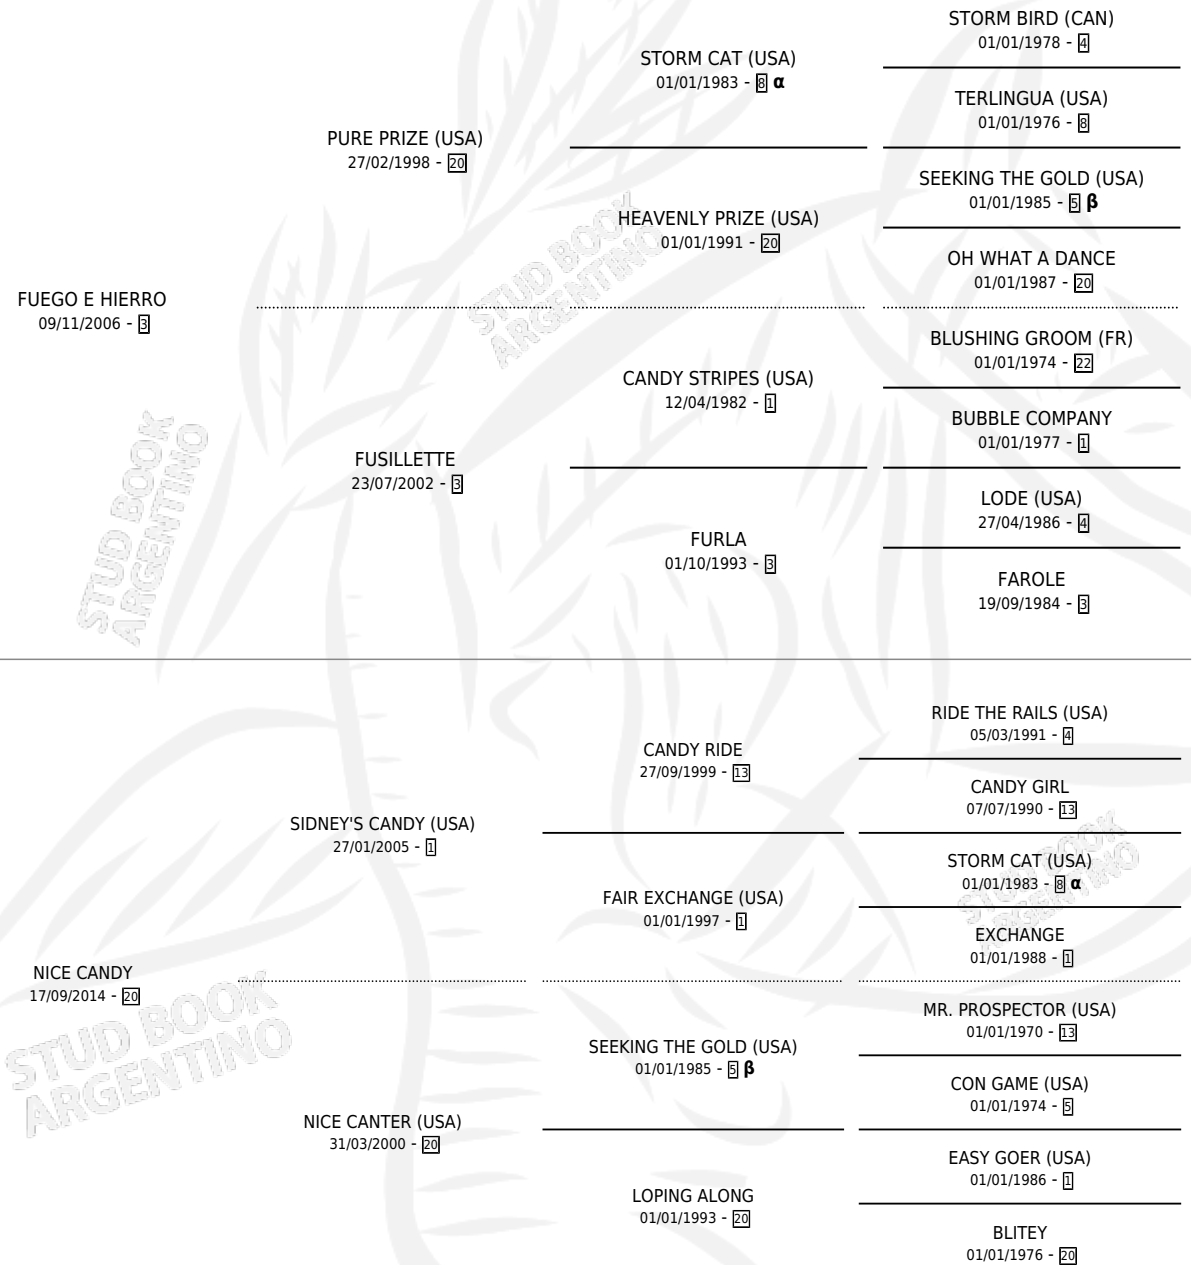 STORM BIRD (CAN)
01/01/1978 - 4
STORM CAT (USA)
01/01/1983 - 8 α
TERLINGUA (USA)
01/01/1976 - 8
PURE PRIZE (USA)
27/02/1998 - 20
SEEKING THE GOLD (USA)
01/01/1985 - 5 β
HEAVENLY PRIZE (USA)
01/01/1991 - 20
OH WHAT A DANCE
01/01/1987 - 20
FUEGO E HIERRO
09/11/2006 - 3
BLUSHING GROOM (FR)
01/01/1974 - 22
CANDY STRIPES (USA)
12/04/1982 - 1
BUBBLE COMPANY
01/01/1977 - 1
FUSILLETTE
23/07/2002 - 3
LODE (USA)
27/04/1986 - 4
FURLA
01/10/1993 - 3
FAROLE
19/09/1984 - 3
RIDE THE RAILS (USA)
05/03/1991 - 4
CANDY RIDE
27/09/1999 - 13
CANDY GIRL
07/07/1990 - 13
SIDNEY'S CANDY (USA)
27/01/2005 - 1
STORM CAT (USA)
01/01/1983 - 8 α
FAIR EXCHANGE (USA)
01/01/1997 - 1
EXCHANGE
01/01/1988 - 1
NICE CANDY
17/09/2014 - 20
MR. PROSPECTOR (USA)
01/01/1970 - 13
SEEKING THE GOLD (USA)
01/01/1985 - 5 β
CON GAME (USA)
01/01/1974 - 5
NICE CANTER (USA)
31/03/2000 - 20
EASY GOER (USA)
01/01/1986 - 1
LOPING ALONG
01/01/1993 - 20
BLITEY
01/01/1976 - 20
STUD BOOK
ARGENTINO
STUD BOOK
ARGENTINO
STUD BOOK
ARGENTINO
STUD BOOK
ARGENTINO